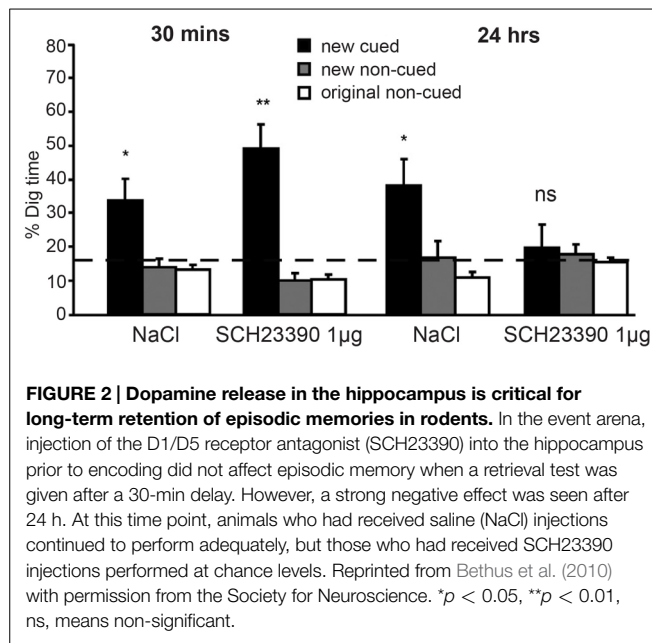 30 mins
24 hrs
new cued
new non-cued
original non-cued
% Dig time
80
70
60
50
40
30
20
10
0
*
**
*
ns
NaCl
SCH23390 1µg
NaCl
SCH23390 1µg
FIGURE 2 | Dopamine release in the hippocampus is critical for
long-term retention of episodic memories in rodents. In the event arena,
injection of the D1/D5 receptor antagonist (SCH23390) into the hippocampus
prior to encoding did not affect episodic memory when a retrieval test was
given after a 30-min delay. However, a strong negative effect was seen after
24 h. At this time point, animals who had received saline (NaCl) injections
continued to perform adequately, but those who had received SCH23390
injections performed at chance levels. Reprinted from Bethus et al. (2010)
with permission from the Society for Neuroscience. *p < 0.05, **p < 0.01,
ns, means non-significant.